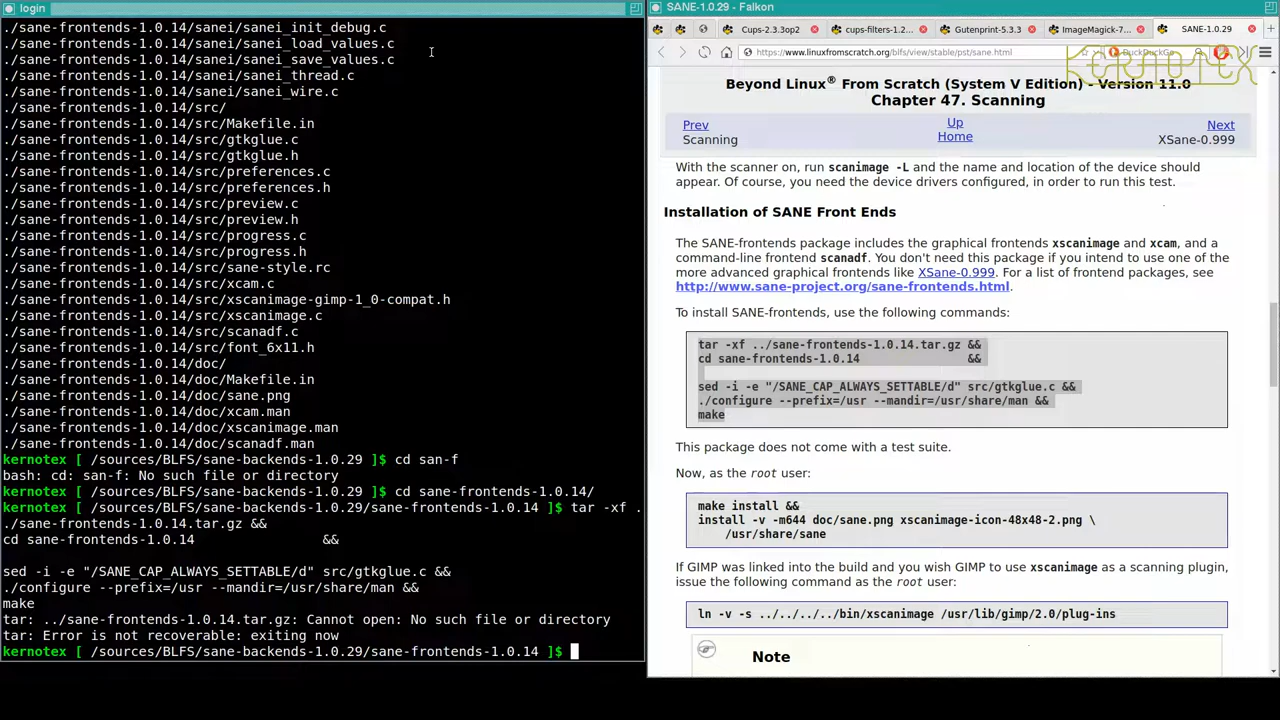 login
./sane-frontends-1.0.14/sanei/sanei_init_debug.c
./sane-frontends-1.0.14/sanei/sanei_load_values.c
./sane-frontends-1.0.14/sanei/sanei_save_values.c
./sane-frontends-1.0.14/sanei/sanei_thread.c
./sane-frontends-1.0.14/sanei/sanei_wire.c
./sane-frontends-1.0.14/src/
./sane-frontends-1.0.14/src/Makefile.in
./sane-frontends-1.0.14/src/gtkglue.c
./sane-frontends-1.0.14/src/gtkglue.h
./sane-frontends-1.0.14/src/preferences.c
./sane-frontends-1.0.14/src/preferences.h
./sane-frontends-1.0.14/src/preview.c
./sane-frontends-1.0.14/src/preview.h
./sane-frontends-1.0.14/src/progress.c
./sane-frontends-1.0.14/src/progress.h
./sane-frontends-1.0.14/src/sane-style.rc
./sane-frontends-1.0.14/src/xcam.c
./sane-frontends-1.0.14/src/xscanimage-gimp-1_0-compat.h
./sane-frontends-1.0.14/src/xscanimage.c
./sane-frontends-1.0.14/src/scanadf.c
./sane-frontends-1.0.14/src/font_6x11.h
./sane-frontends-1.0.14/doc/
./sane-frontends-1.0.14/doc/Makefile.in
./sane-frontends-1.0.14/doc/sane.png
./sane-frontends-1.0.14/doc/xcam.man
./sane-frontends-1.0.14/doc/xscanimage.man
./sane-frontends-1.0.14/doc/scanadf.man
kernotex [ /sources/BLFS/sane-backends-1.0.29 ]$ cd san-f
bash: cd: san-f: No such file or directory
kernotex [ /sources/BLFS/sane-backends-1.0.29 ]$ cd sane-frontends-1.0.14/
kernotex [ /sources/BLFS/sane-backends-1.0.29/sane-frontends-1.0.14 ]$ tar -xf .
./sane-frontends-1.0.14.tar.gz &&
cd sane-frontends-1.0.14 &&
sed -i -e "/SANE_CAP_ALWAYS_SETTABLE/d" src/gtkglue.c &&
./configure --prefix=/usr --mandir=/usr/share/man &&
make
tar: ../sane-frontends-1.0.14.tar.gz: Cannot open: No such file or directory
tar: Error is not recoverable: exiting now
kernotex [ /sources/BLFS/sane-backends-1.0.29/sane-frontends-1.0.14 ]$
SANE-1.0.29 - Falkon
Cups-2.3.3op2
cups-filters-1.2...
Gutenprint-5.3.3
ImageMagick-7...
SANE-1.0.29
https://www.linuxfromscratch.org/blfs/view/stable/pst/sane.html
DuckDuckGo
KERNOTEX
Beyond Linux® From Scratch (System V Edition) - Version 11.0
Chapter 47. Scanning
Prev
Up
Next
Scanning
Home
XSane-0.999
With the scanner on, run scanimage -L and the name and location of the device should
appear. Of course, you need the device drivers configured, in order to run this test.
Installation of SANE Front Ends
The SANE-frontends package includes the graphical frontends xscanimage and xcam, and a
command-line frontend scanadf. You don't need this package if you intend to use one of the
more advanced graphical frontends like XSane-0.999. For a list of frontend packages, see
http://www.sane-project.org/sane-frontends.html.
To install SANE-frontends, use the following commands:
tar -xf ../sane-frontends-1.0.14.tar.gz &&
cd sane-frontends-1.0.14 &&
sed -i -e "/SANE_CAP_ALWAYS_SETTABLE/d" src/gtkglue.c &&
./configure --prefix=/usr --mandir=/usr/share/man &&
make
This package does not come with a test suite.
Now, as the root user:
make install &&
install -v -m644 doc/sane.png xscanimage-icon-48x48-2.png \
/usr/share/sane
If GIMP was linked into the build and you wish GIMP to use xscanimage as a scanning plugin,
issue the following command as the root user:
ln -v -s ../../../../bin/xscanimage /usr/lib/gimp/2.0/plug-ins
Note